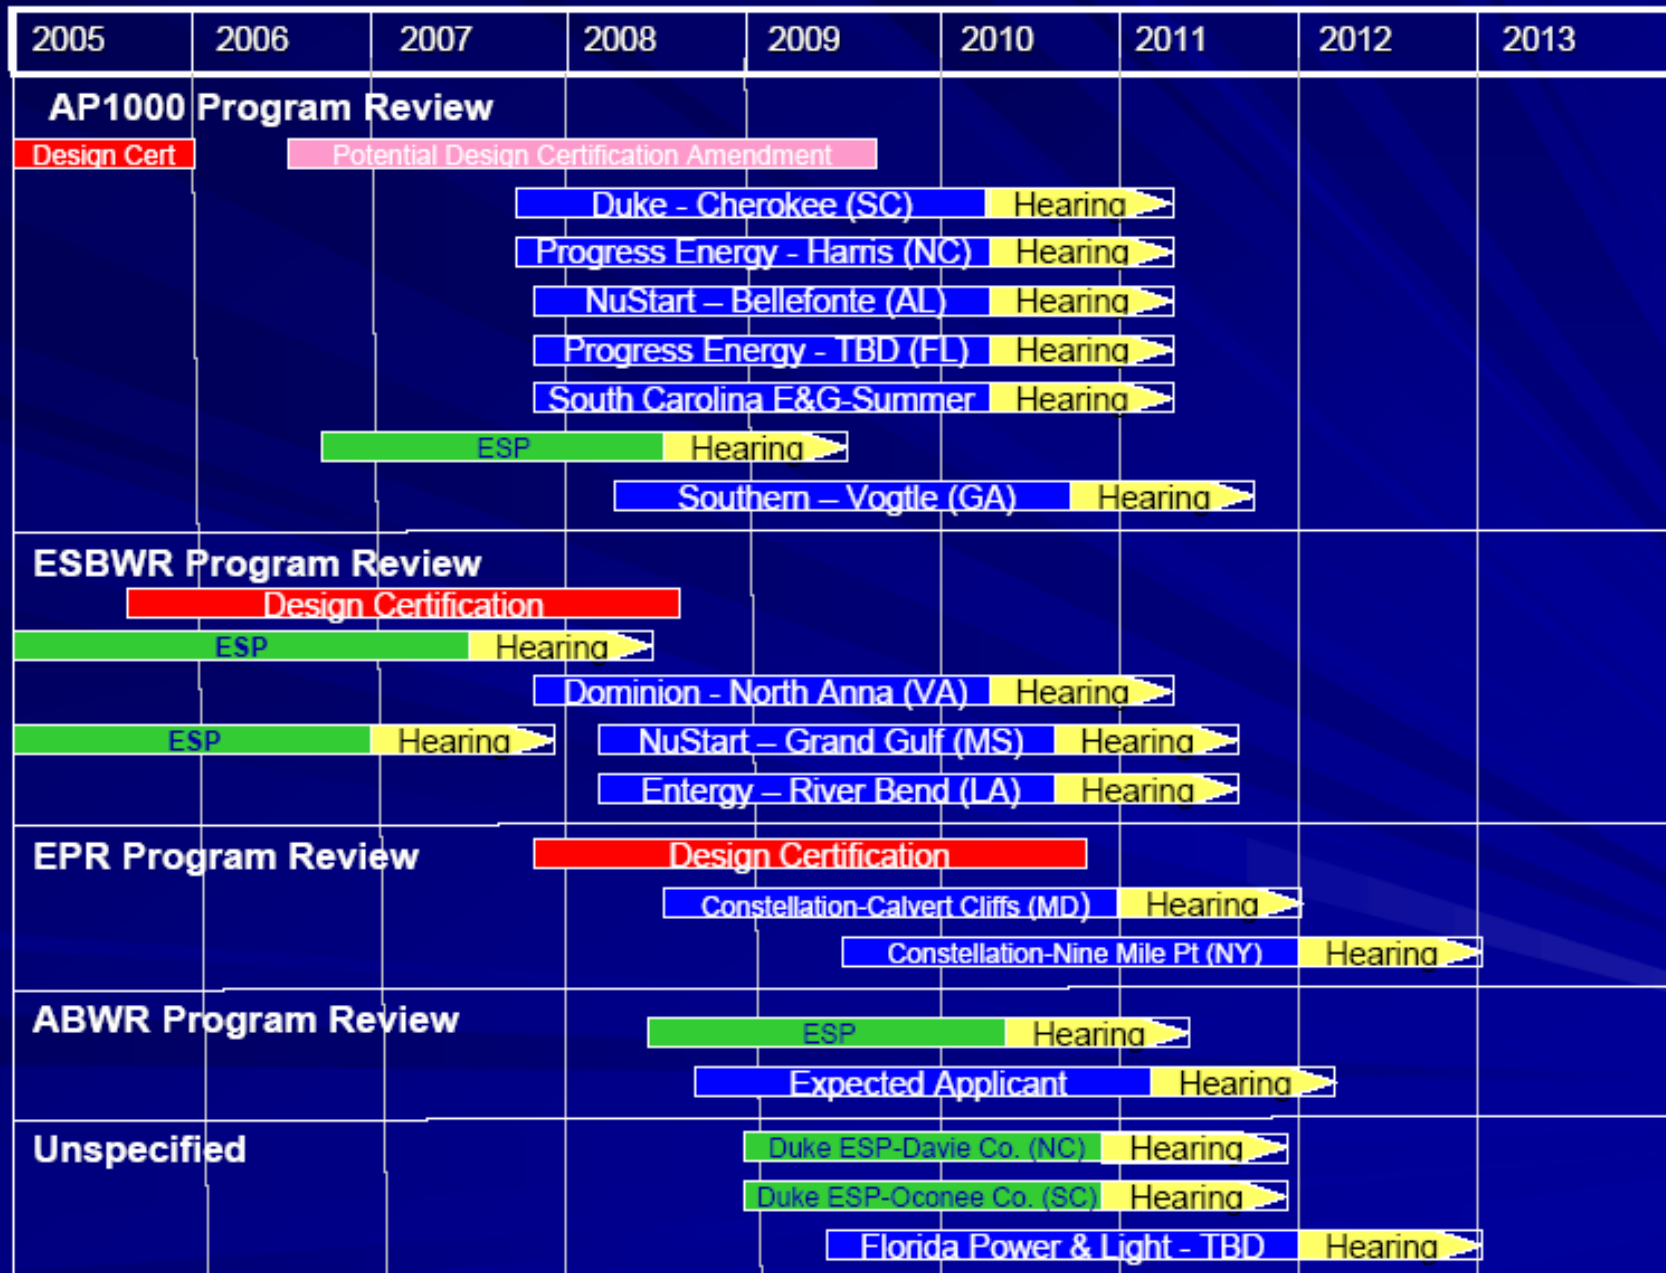 2005 2006 2007 2008 2009 2010 2011 2012 2013
AP1000 Program Review
Design Cert Potential Design Certification Amendment
Duke - Cherokee (SC) Hearing
Progress Energy - Harris (NC) Hearing
NuStart – Bellefonte (AL) Hearing
Progress Energy - TBD (FL) Hearing
South Carolina E&G-Summer Hearing
ESP Hearing
Southern – Vogtle (GA) Hearing
ESBWR Program Review
Design Certification
ESP Hearing
Dominion - North Anna (VA) Hearing
ESP Hearing NuStart – Grand Gulf (MS) Hearing
Entergy – River Bend (LA) Hearing
EPR Program Review Design Certification
Constellation-Calvert Cliffs (MD) Hearing
Constellation-Nine Mile Pt (NY) Hearing
ABWR Program Review
ESP Hearing
Expected Applicant Hearing
Unspecified Duke ESP-Davie Co. (NC) Hearing
Duke ESP-Oconee Co. (SC) Hearing
Florida Power & Light - TBD Hearing